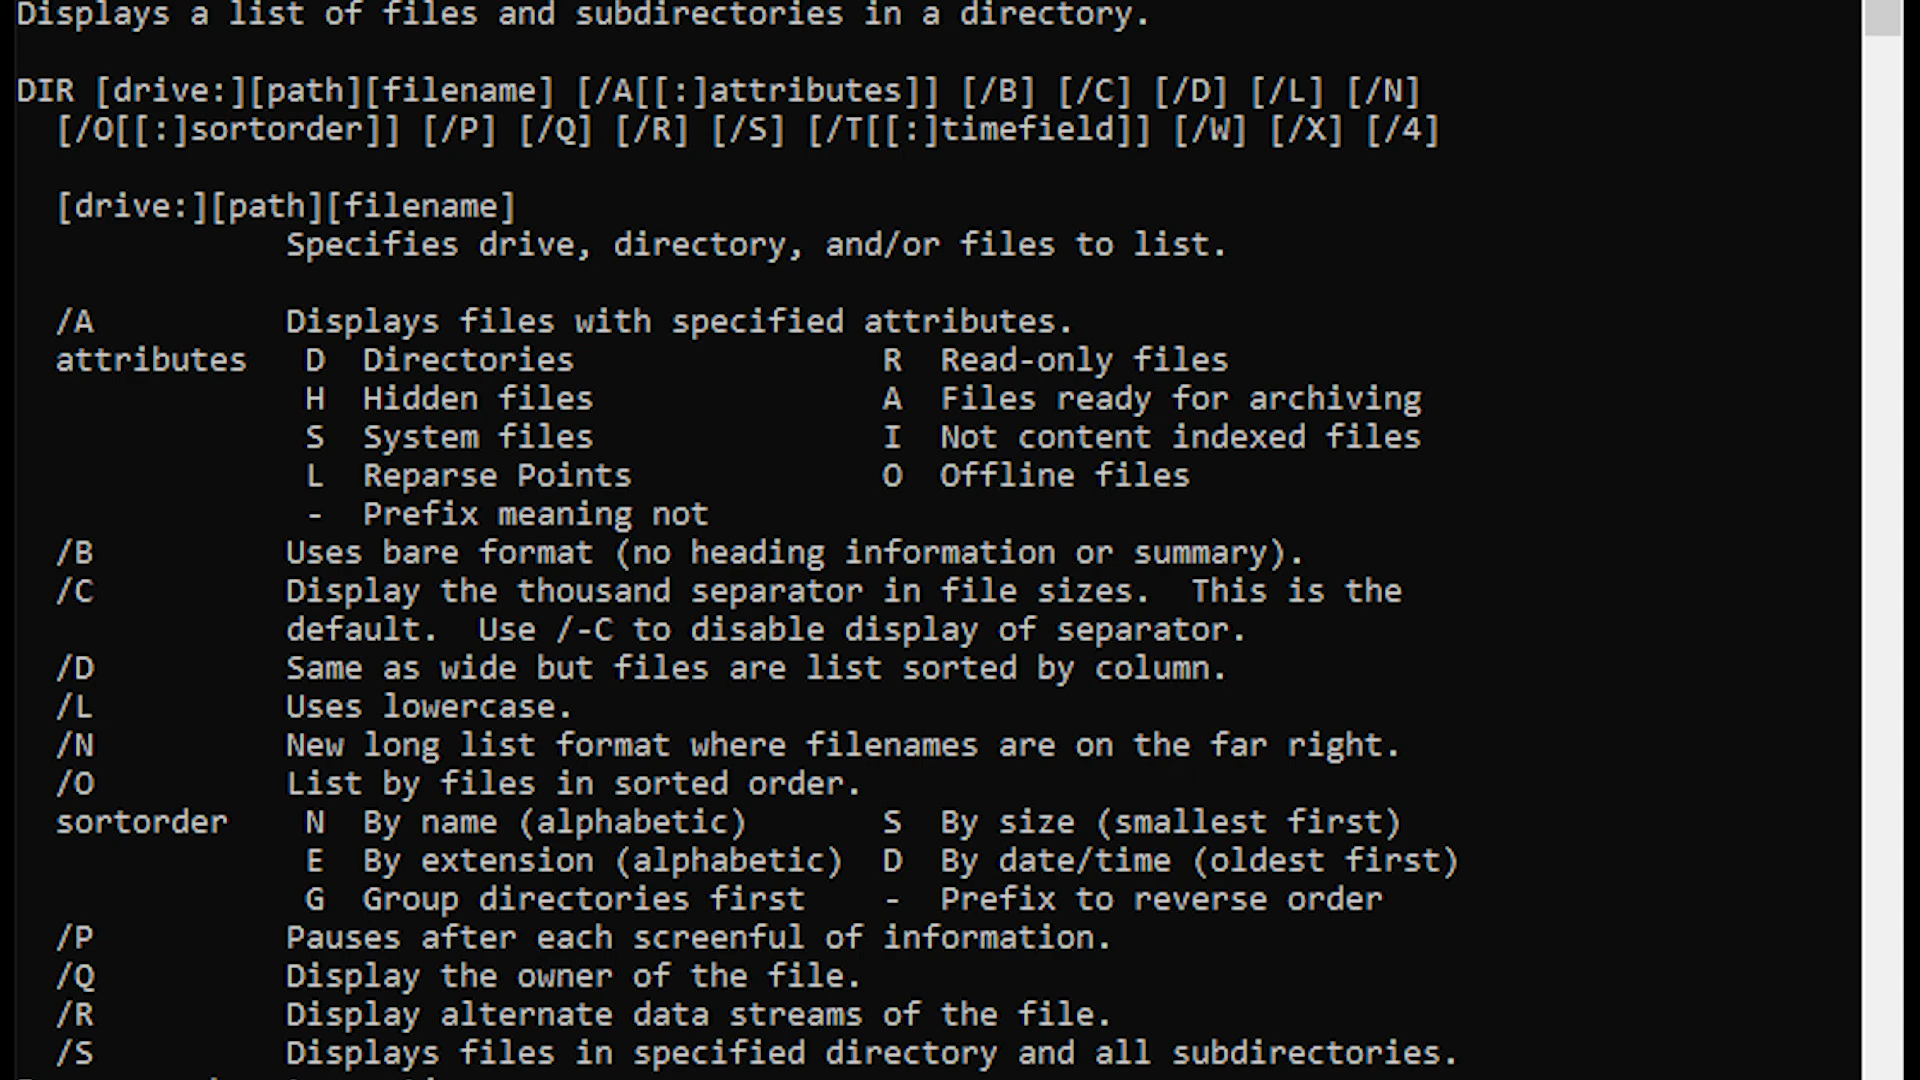 Displays a list of files and subdirectories in a directory.
DIR [drive:][path][filename] [/A[[:]attributes]] [/B] [/C] [/D] [/L] [/N]
[/O[[:]sortorder]] [/P] [/Q] [/R] [/S] [/T[[:]timefield]] [/W] [/X] [/4]
[drive:][path][filename]
Specifies drive, directory, and/or files to list.
/A Displays files with specified attributes.
attributes D Directories R Read-only files
H Hidden files A Files ready for archiving
S System files I Not content indexed files
L Reparse Points O Offline files
- Prefix meaning not
/B Uses bare format (no heading information or summary).
/C Display the thousand separator in file sizes. This is the
default. Use /-C to disable display of separator.
/D Same as wide but files are list sorted by column.
/L Uses lowercase.
/N New long list format where filenames are on the far right.
/O List by files in sorted order.
sortorder N By name (alphabetic) S By size (smallest first)
E By extension (alphabetic) D By date/time (oldest first)
G Group directories first - Prefix to reverse order
/P Pauses after each screenful of information.
/Q Display the owner of the file.
/R Display alternate data streams of the file.
/S Displays files in specified directory and all subdirectories.